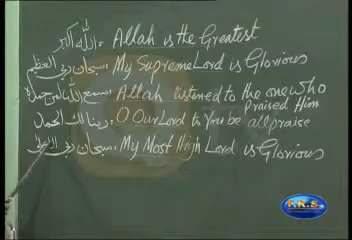 الله اكبر : Allah is the Greatest
سبحان ربي العظيم : My Supreme Lord is Glorious
سمع الله لمن حمده : Allah listened to the one who praised Him
ربنا لك الحمد : O Our Lord to You be all praise
سبحان ربي الاعلى : My Most High Lord is Glorious